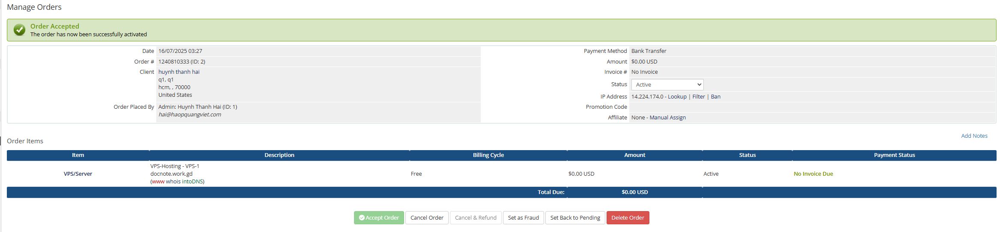 Manage Orders
Order Accepted
The order has now been successfully activated
Date 16/07/2025 03:27
Order # 1240810333 (ID: 2)
Client huynh thanh hai
q1, q1
hcm, , 70000
United States
Order Placed By Admin: Huynh Thanh Hai (ID: 1)
hai@haopquangviet.com
Payment Method Bank Transfer
Amount $0.00 USD
Invoice # No Invoice
Status Active
IP Address 14.224.174.0 - Lookup | Filter | Ban
Promotion Code
Affiliate None - Manual Assign
Add Notes
Order Items
Item Description Billing Cycle Amount Status Payment Status
VPS-Hosting - VPS-1
VPS/Server docnote.work.gd Free $0.00 USD Active No Invoice Due
(www whois intoDNS)
Total Due: $0.00 USD
Accept Order Cancel Order Cancel & Refund Set as Fraud Set Back to Pending Delete Order